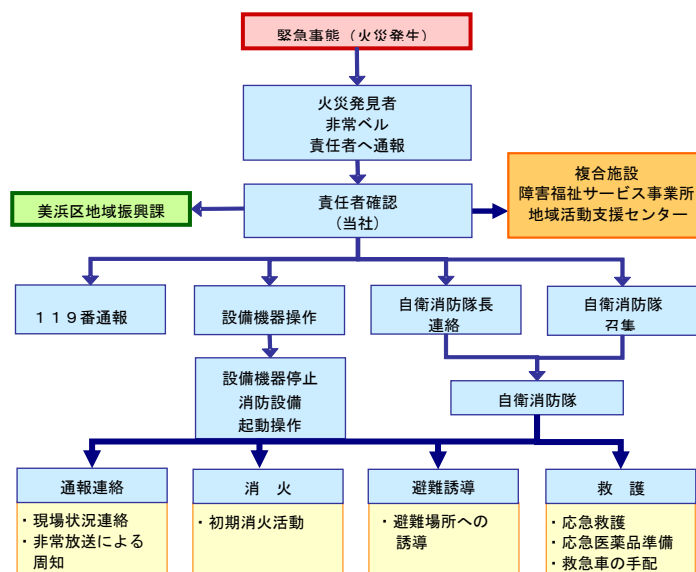 緊急事態（火災発生）
火災発見者
非常ベル
責任者へ通報
美浜区地域振興課
責任者確認
(当社)
複合施設
障害福祉サービス事業所
地域活動支援センター
１１９番通報
設備機器操作
自衛消防隊長
連絡
自衛消防隊
召集
設備機器停止
消防設備
起動操作
自衛消防隊
通報連絡
・現場状況連絡
・非常放送による
周知
消　火
・初期消火活動
避難誘導
・避難場所への
誘導
救　護
・応急救護
・応急医薬品準備
・救急車の手配